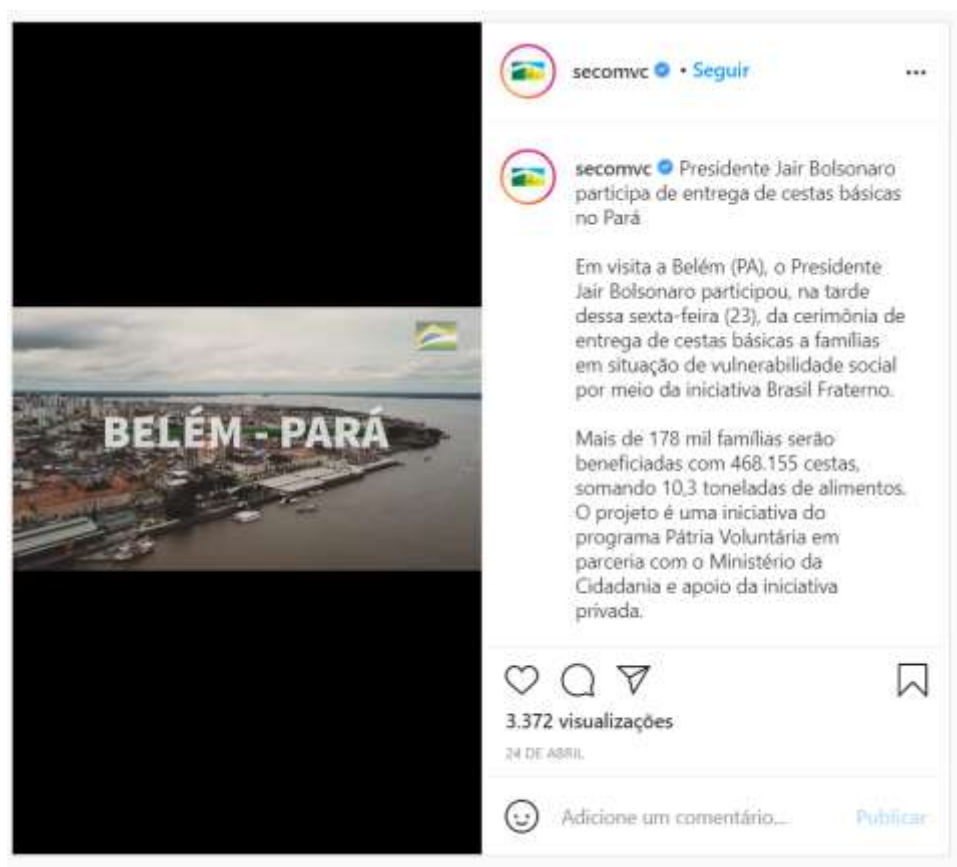 secomvc • Seguir
secomvc Presidente Jair Bolsonaro
participa de entrega de cestas básicas
no Pará
Em visita a Belém (PA), o Presidente
Jair Bolsonaro participou, na tarde
dessa sexta-feira (23), da cerimônia de
entrega de cestas básicas a famílias
em situação de vulnerabilidade social
por meio da iniciativa Brasil Fraterno.
Mais de 178 mil famílias serão
beneficiadas com 468.155 cestas,
somando 10,3 toneladas de alimentos.
O projeto é uma iniciativa do
programa Pátria Voluntária em
parceria com o Ministério da
Cidadania e apoio da iniciativa
privada.
BELÉM - PARÁ
3.372 visualizações
24 DE ABRIL
Adicione um comentário... Publicar